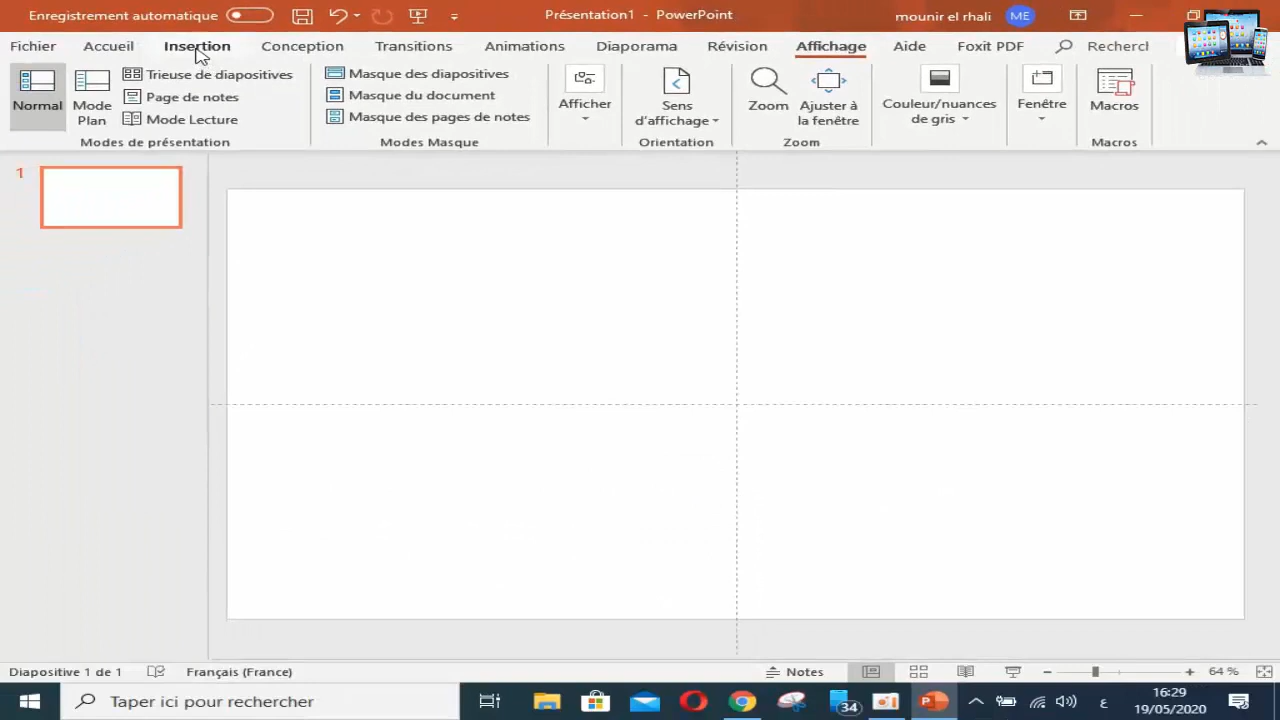 Enregistrement automatique
Présentation1 - PowerPoint
mounir el rhali ME
Fichier Accueil Insertion Conception Transitions Animations Diaporama Révision Affichage Aide Foxit PDF Rechercl
Normal
Mode Plan
Trieuse de diapositives
Page de notes
Mode Lecture
Modes de présentation
Masque des diapositives
Masque du document
Masque des pages de notes
Modes Masque
Afficher
Sens d'affichage
Orientation
Zoom
Ajuster à la fenêtre
Zoom
Couleur/nuances de gris
Fenêtre
Macros
Macros
1
Diapositive 1 de 1 Français (France) Notes 64 %
Taper ici pour rechercher
34
ع
16:29
19/05/2020